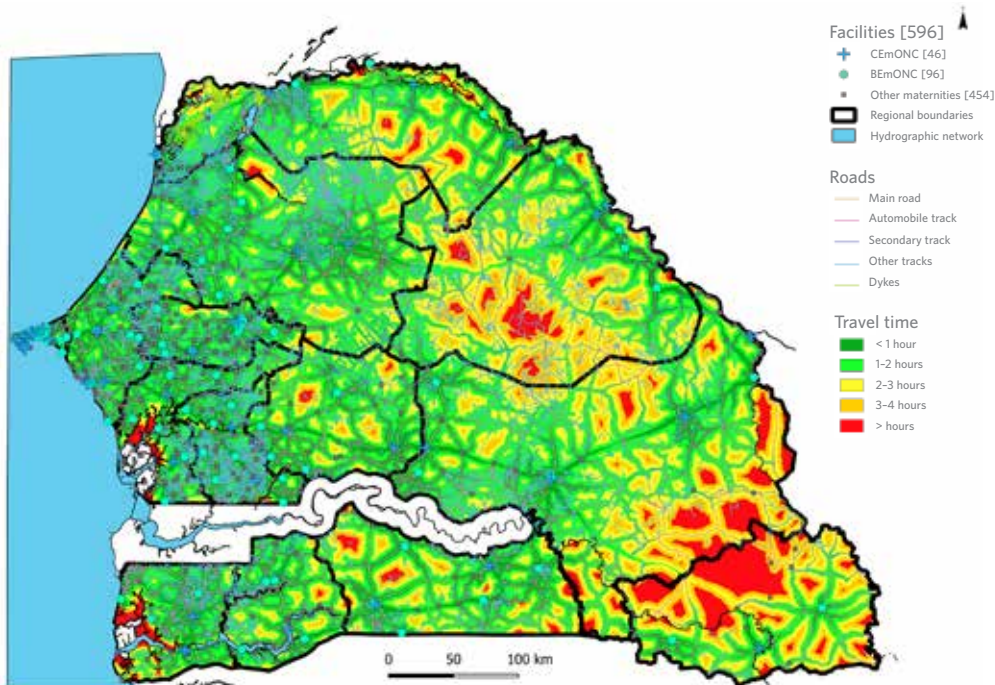 Facilities [596]
CEmONC [46]
BEmONC [96]
Other maternities [454]
Regional boundaries
Hydrographic network
Roads
Main road
Automobile track
Secondary track
Other tracks
Dykes
Travel time
< 1 hour
1–2 hours
2–3 hours
3–4 hours
> hours
0 50 100 km